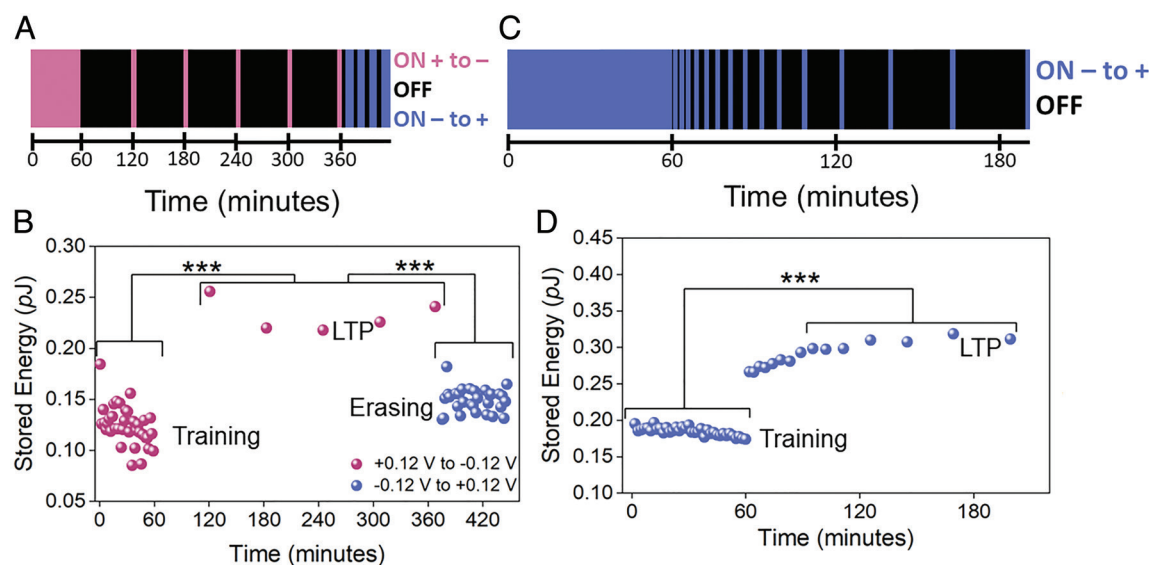 A
ON + to –
OFF
ON – to +
0 60 120 180 240 300 360
Time (minutes)
B
0.30
0.25
0.20
0.15
0.10
0.05
Stored Energy (pJ)
*** ***
LTP
Training
Erasing
+0.12 V to -0.12 V
-0.12 V to +0.12 V
0 60 120 180 240 300 360 420
Time (minutes)
C
ON – to +
OFF
0 60 120 180
Time (minutes)
D
0.45
0.40
0.35
0.30
0.25
0.20
0.15
0.10
Stored Energy (pJ)
***
LTP
Training
0 60 120 180
Time (minutes)